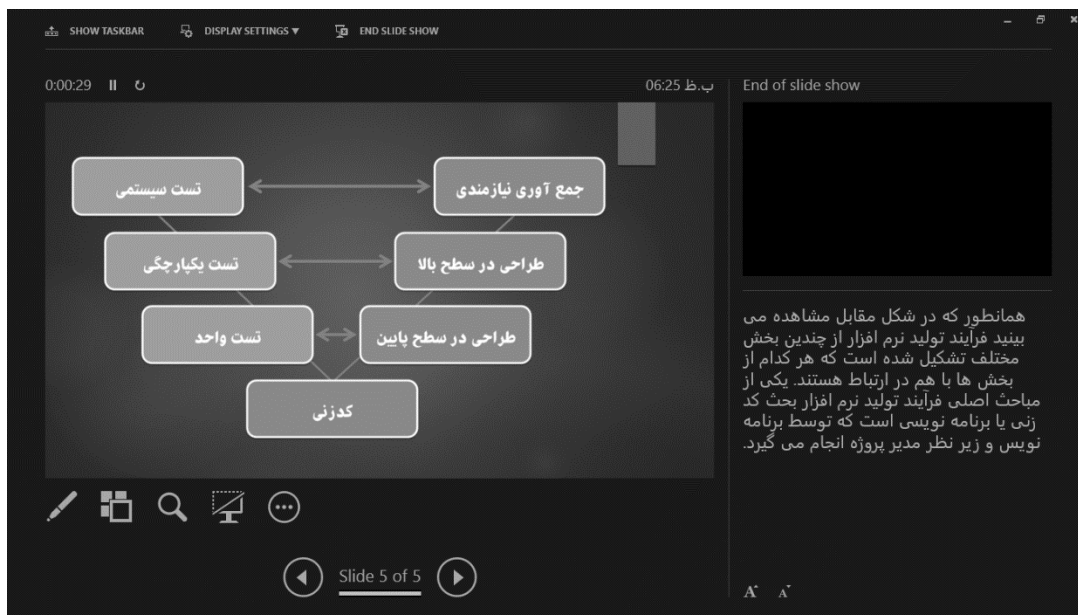 SHOW TASKBAR
DISPLAY SETTINGS ▼
END SLIDE SHOW
0:00:29
06:25 ب.ظ
End of slide show
جمع آوری نیازمندی
تست سیستمی
طراحی در سطح بالا
تست یکپارچگی
طراحی در سطح پایین
تست واحد
کدزنی
همانطور که در شکل مقابل مشاهده می
بینید فرآیند تولید نرم افزار از چندین بخش
مختلف تشکیل شده است که هر کدام از
بخش ها با هم در ارتباط هستند. یکی از
مباحث اصلی فرآیند تولید نرم افزار بحث کد
زنی یا برنامه نویسی است که توسط برنامه
نویس و زیر نظر مدیر پروژه انجام می گیرد.
Slide 5 of 5
A A